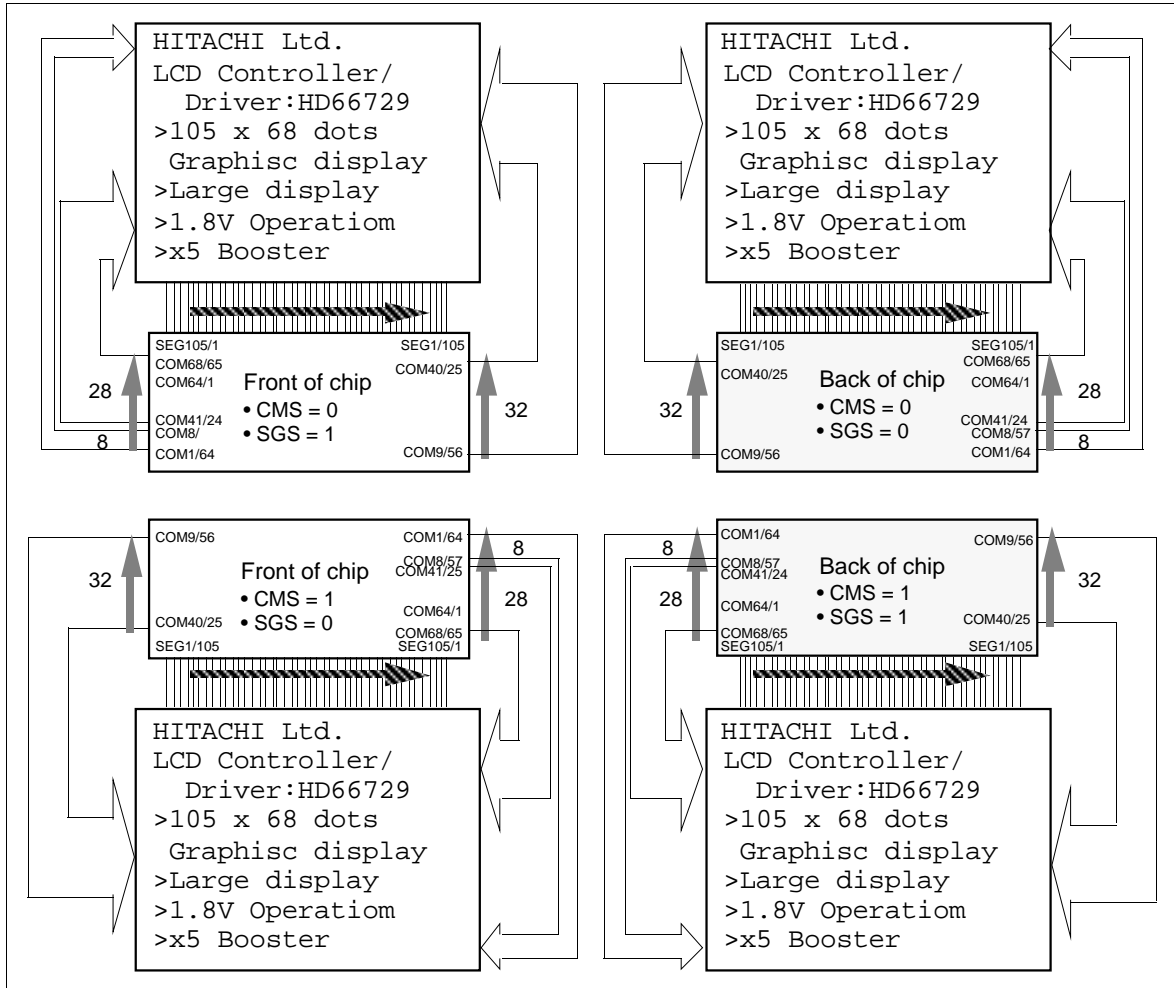 HITACHI Ltd.
LCD Controller/
Driver:HD66729
>105 x 68 dots
Graphisc display
>Large display
>1.8V Operatiom
>x5 Booster
SEG105/1
SEG1/105
COM68/65
COM64/1
COM40/25
Front of chip
• CMS = 0
• SGS = 1
COM41/24
COM8/
COM1/64
COM9/56
28
8
32
HITACHI Ltd.
LCD Controller/
Driver:HD66729
>105 x 68 dots
Graphisc display
>Large display
>1.8V Operatiom
>x5 Booster
SEG1/105
SEG105/1
COM68/65
COM40/25
COM64/1
Back of chip
• CMS = 0
• SGS = 0
COM41/24
COM8/57
COM9/56
COM1/64
32
28
8
COM9/56
COM1/64
COM8/57
COM41/25
Front of chip
• CMS = 1
• SGS = 0
COM64/1
COM40/25
COM68/65
SEG1/105
SEG105/1
32
8
28
HITACHI Ltd.
LCD Controller/
Driver:HD66729
>105 x 68 dots
Graphisc display
>Large display
>1.8V Operatiom
>x5 Booster
COM1/64
COM9/56
COM8/57
COM41/24
Back of chip
• CMS = 1
• SGS = 1
COM64/1
COM40/25
COM68/65
SEG105/1
SEG1/105
8
28
32
HITACHI Ltd.
LCD Controller/
Driver:HD66729
>105 x 68 dots
Graphisc display
>Large display
>1.8V Operatiom
>x5 Booster